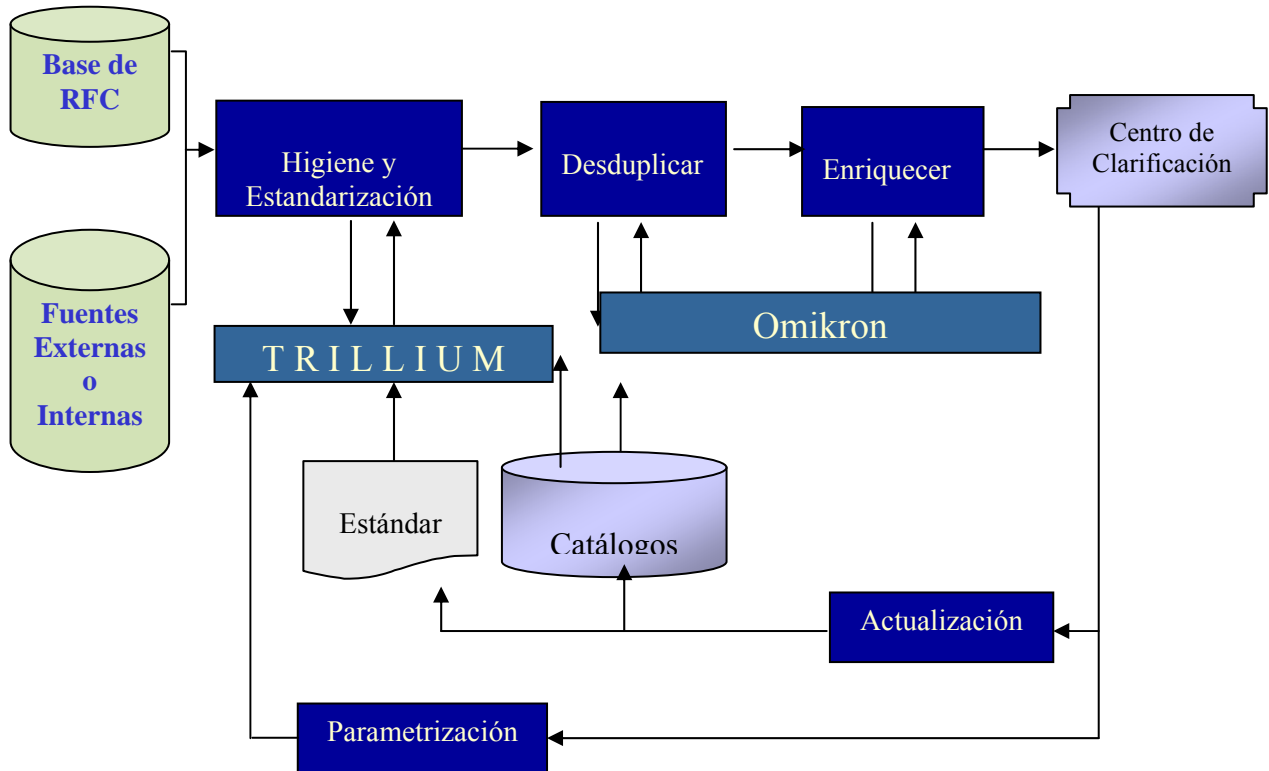 Base de
RFC
Higiene y
Estandarización
Desduplicar
Enriquecer
Centro de
Clarificación
Fuentes
Externas
o
Internas
T R I L L I U M
Omikron
Estándar
Catálogos
Actualización
Parametrización